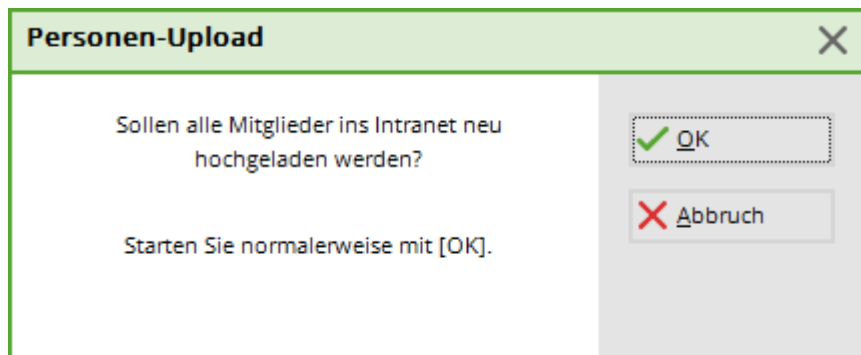 Personen-Upload
Sollen alle Mitglieder ins Intranet neu
hochgeladen werden?
Starten Sie normalerweise mit [OK].
OK
Abbruch